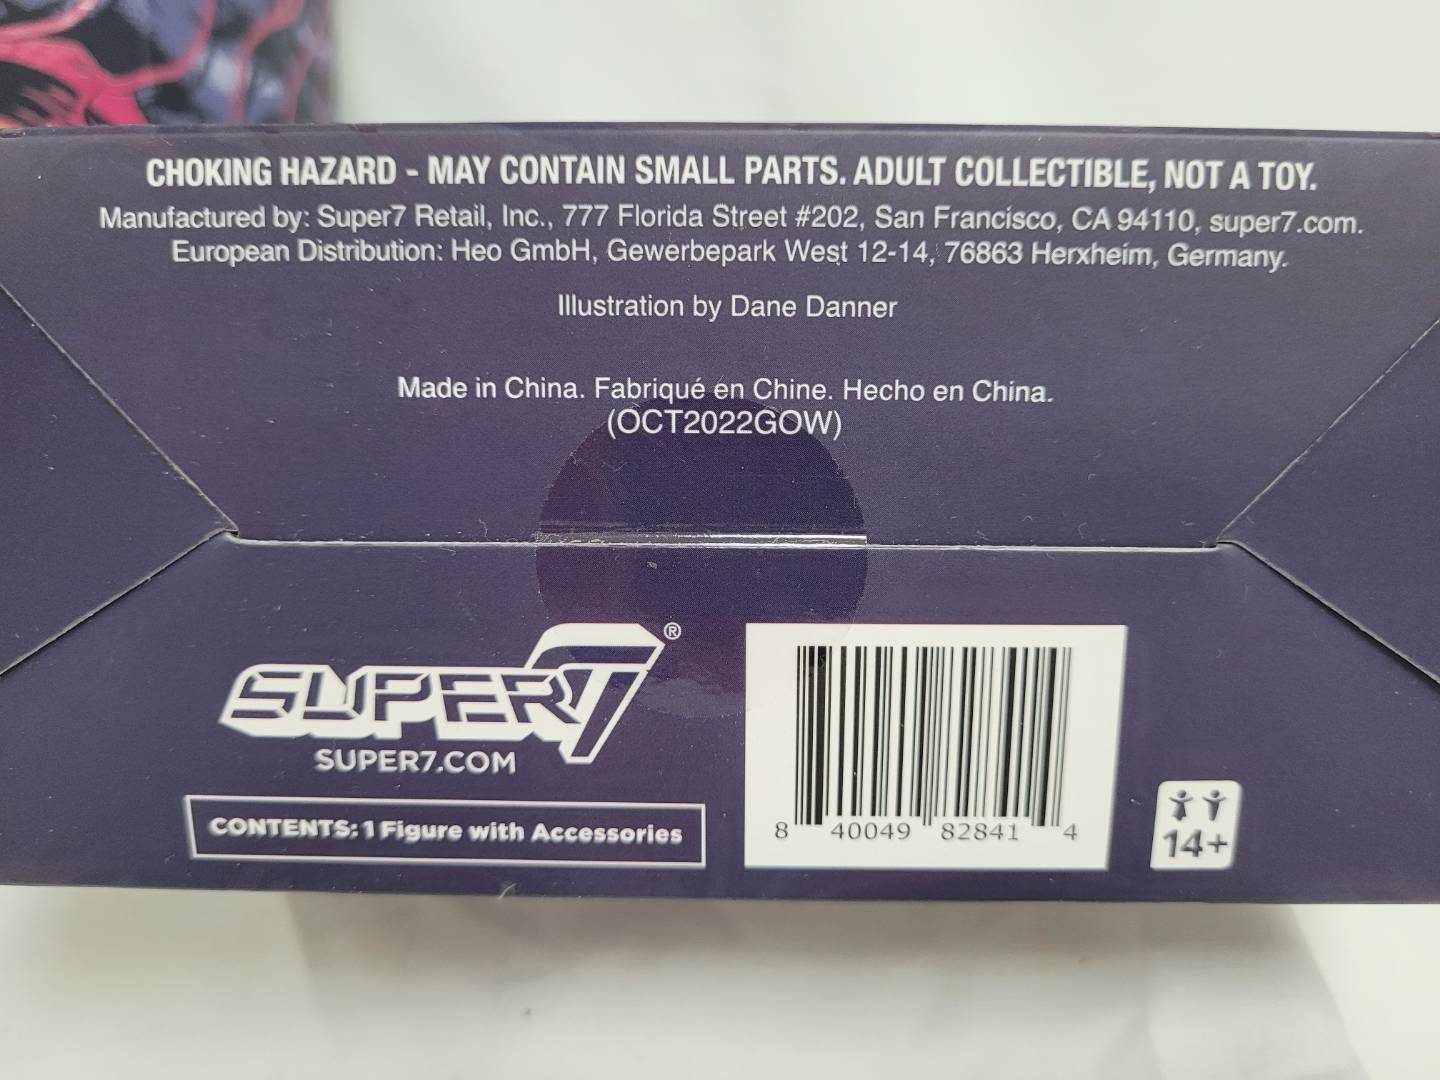 CHOKING HAZARD - MAY CONTAIN SMALL PARTS. ADULT COLLECTIBLE, NOT A TOY.
Manufactured by: Super7 Retail, Inc., 777 Florida Street #202, San Francisco, CA 94110, super7.com.
European Distribution: Heo GmbH, Gewerbepark West 12-14, 76863 Herxheim, Germany.
Illustration by Dane Danner
Made in China. Fabriqué en Chine. Hecho en China.
(OCT2022GOW)
SUPER7®
SUPER7.COM
CONTENTS: 1 Figure with Accessories
8 40049 82841 4
14+